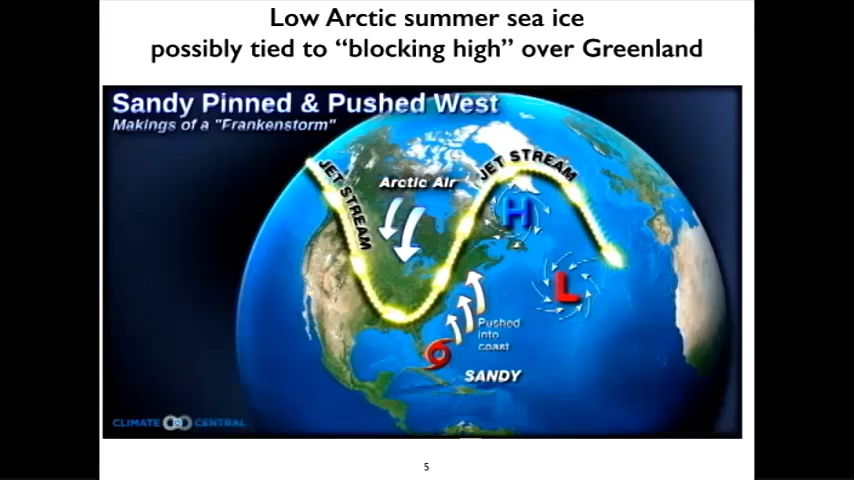 Low Arctic summer sea ice
possibly tied to “blocking high” over Greenland
Sandy Pinned & Pushed West
Makings of a "Frankenstorm"
JET STREAM
Arctic Air
JET STREAM
H
L
Pushed
into
coast
SANDY
CLIMATE CENTRAL
5